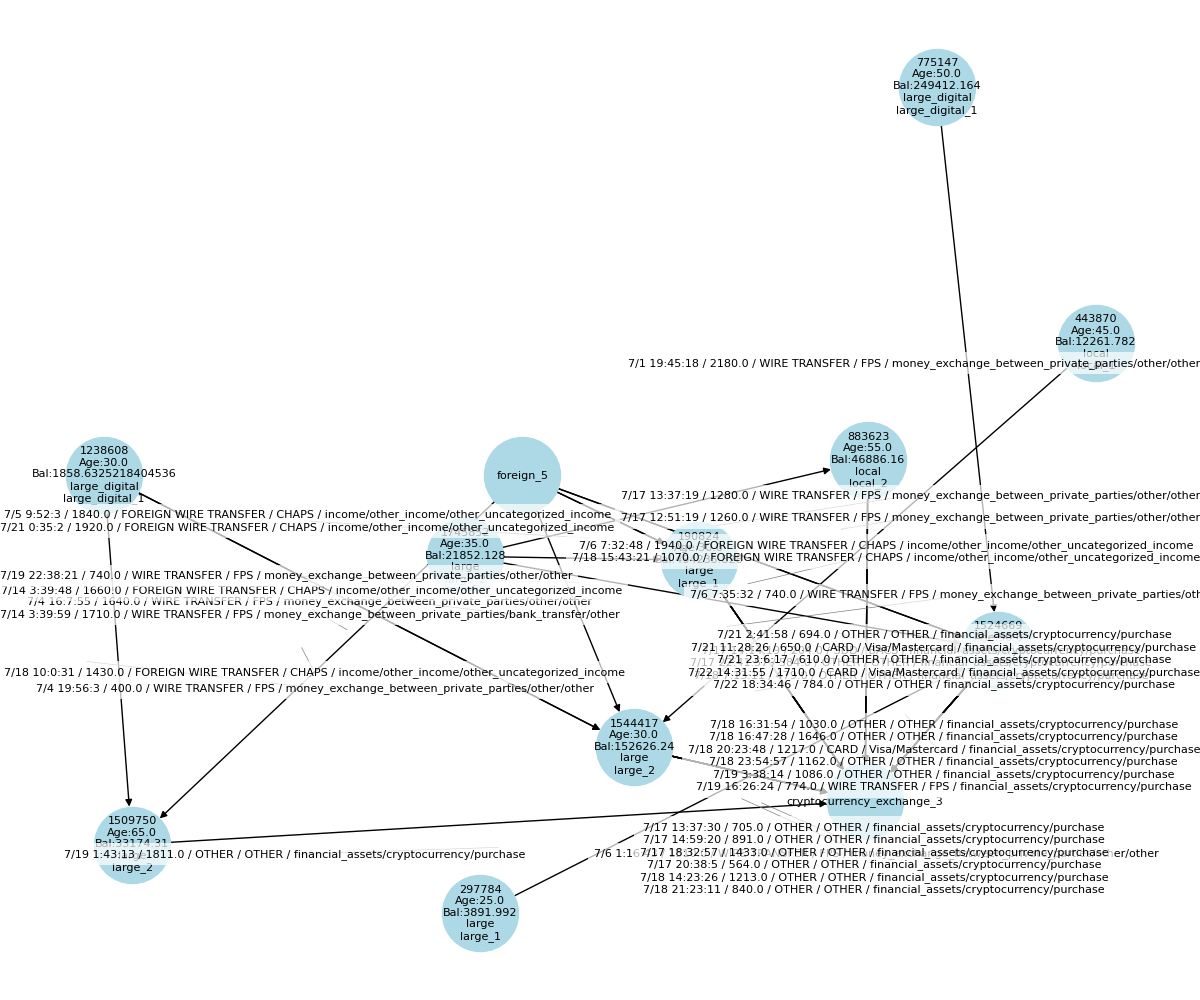 775147
Age:50.0
Bal:249412.164
large_digital
large_digital_1
443870
Age:45.0
Bal:12261.782
local
7/1 19:45:18 / 2180.0 / WIRE TRANSFER / FPS / money_exchange_between_private_parties/other/other
1238608
Age:30.0
Bal:1858.6325218404536
large_digital
large_digital_1
foreign_5
883623
Age:55.0
Bal:46886.16
local
local_2
7/17 13:37:19 / 1280.0 / WIRE TRANSFER / FPS / money_exchange_between_private_parties/other/other
7/5 9:52:3 / 1840.0 / FOREIGN WIRE TRANSFER / CHAPS / income/other_income/other_uncategorized_income
7/17 12:51:19 / 1260.0 / WIRE TRANSFER / FPS / money_exchange_between_private_parties/other/other
7/21 0:35:2 / 1920.0 / FOREIGN WIRE TRANSFER / CHAPS / income/other_income/other_uncategorized_income
Age:35.0
Bal:21852.128
large
190824
7/6 7:32:48 / 1940.0 / FOREIGN WIRE TRANSFER / CHAPS / income/other_income/other_uncategorized_income
7/18 15:43:21 / 1070.0 / FOREIGN WIRE TRANSFER / CHAPS / income/other_income/other_uncategorized_income
large
large_1
7/19 22:38:21 / 740.0 / WIRE TRANSFER / FPS / money_exchange_between_private_parties/other/other
7/14 3:39:48 / 1660.0 / FOREIGN WIRE TRANSFER / CHAPS / income/other_income/other_uncategorized_income
7/6 7:35:32 / 740.0 / WIRE TRANSFER / FPS / money_exchange_between_private_parties/ot
7/4 16:7:55 / 1640.0 / WIRE TRANSFER / FPS / money_exchange_between_private_parties/other/other
7/14 3:39:59 / 1710.0 / WIRE TRANSFER / FPS / money_exchange_between_private_parties/bank_transfer/other
1524669
7/21 2:41:58 / 694.0 / OTHER / OTHER / financial_assets/cryptocurrency/purchase
7/21 11:28:26 / 650.0 / CARD / Visa/Mastercard / financial_assets/cryptocurrency/purchase
7/21 23:6:17 / 610.0 / OTHER / OTHER / financial_assets/cryptocurrency/purchase
7/22 14:31:55 / 1710.0 / CARD / Visa/Mastercard / financial_assets/cryptocurrency/purchase
7/22 18:34:46 / 784.0 / OTHER / OTHER / financial_assets/cryptocurrency/purchase
7/18 10:0:31 / 1430.0 / FOREIGN WIRE TRANSFER / CHAPS / income/other_income/other_uncategorized_income
7/4 19:56:3 / 400.0 / WIRE TRANSFER / FPS / money_exchange_between_private_parties/other/other
1544417
Age:30.0
Bal:152626.24
large
large_2
7/18 16:31:54 / 1030.0 / OTHER / OTHER / financial_assets/cryptocurrency/purchase
7/18 16:47:28 / 1646.0 / OTHER / OTHER / financial_assets/cryptocurrency/purchase
7/18 20:23:48 / 1217.0 / CARD / Visa/Mastercard / financial_assets/cryptocurrency/purchase
7/18 23:54:57 / 1162.0 / OTHER / OTHER / financial_assets/cryptocurrency/purchase
7/19 3:38:14 / 1086.0 / OTHER / OTHER / financial_assets/cryptocurrency/purchase
7/19 16:26:24 / 774.0 / WIRE TRANSFER / FPS / financial_assets/cryptocurrency/purchase
cryptocurrency_exchange_3
1509750
Age:65.0
Bal:33174.31
large_2
7/19 1:43:13 / 1811.0 / OTHER / OTHER / financial_assets/cryptocurrency/purchase
7/17 13:37:30 / 705.0 / OTHER / OTHER / financial_assets/cryptocurrency/purchase
7/17 14:59:20 / 891.0 / OTHER / OTHER / financial_assets/cryptocurrency/purchase
7/17 18:32:57 / 1433.0 / OTHER / OTHER / financial_assets/cryptocurrency/purchase
7/17 20:38:5 / 564.0 / OTHER / OTHER / financial_assets/cryptocurrency/purchase
7/18 14:23:26 / 1213.0 / OTHER / OTHER / financial_assets/cryptocurrency/purchase
7/18 21:23:11 / 840.0 / OTHER / OTHER / financial_assets/cryptocurrency/purchase
297784
Age:25.0
Bal:3891.992
large
large_1